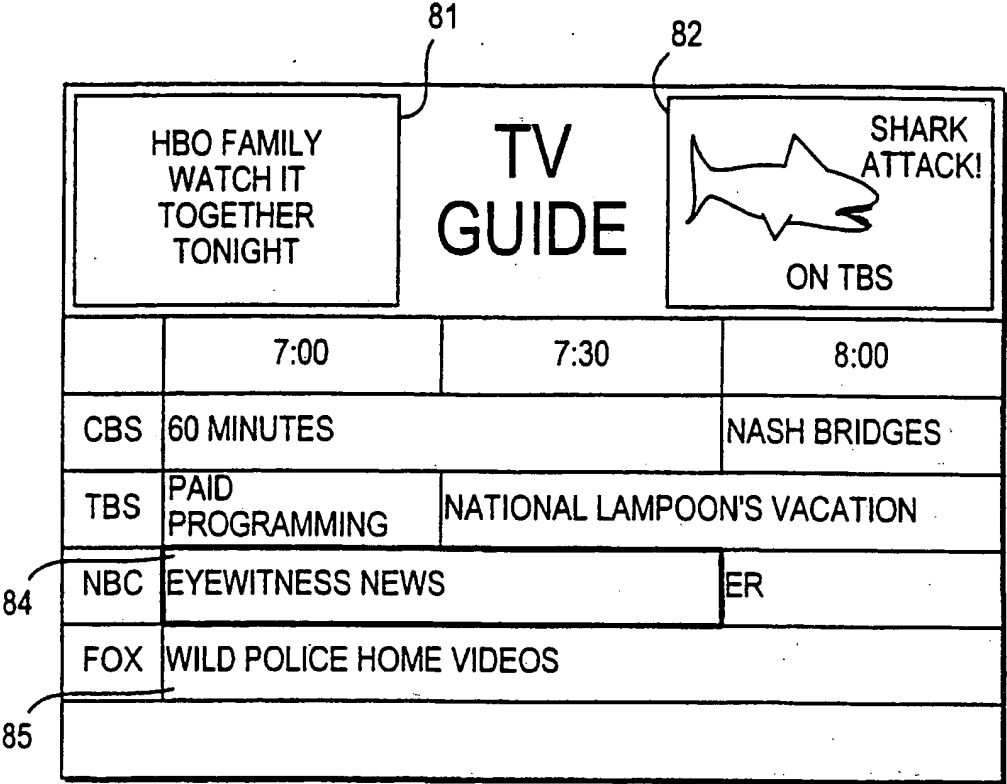 81
82
HBO FAMILY
WATCH IT
TOGETHER
TONIGHT
TV
GUIDE
SHARK
ATTACK!
ON TBS
7:00 7:30 8:00
CBS 60 MINUTES NASH BRIDGES
TBS PAID
PROGRAMMING NATIONAL LAMPOON'S VACATION
84 NBC EYEWITNESS NEWS ER
FOX WILD POLICE HOME VIDEOS
85